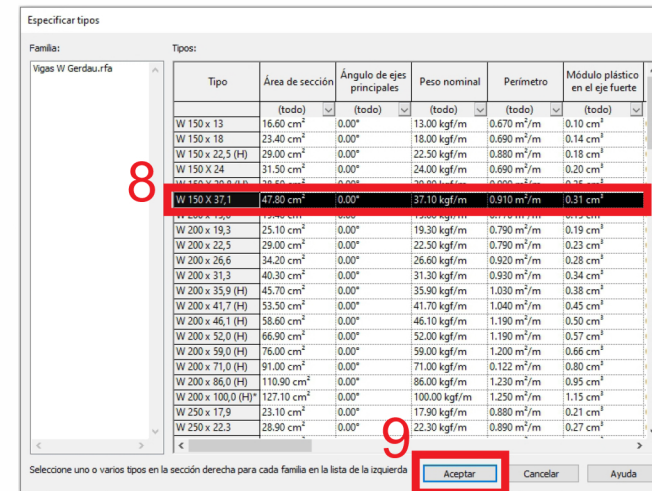 Especificar tipos
Familia:
Tipos:
Vigas W Gerdau.rfa
Tipo Área de sección Ángulo de ejes principales Peso nominal Perímetro Módulo plástico en el eje fuerte
(todo) (todo) (todo) (todo) (todo)
W 150 x 13 16.60 cm² 0.00° 13.00 kgf/m 0.670 m²/m 0.10 cm³
W 150 x 18 23.40 cm² 0.00° 18.00 kgf/m 0.690 m²/m 0.14 cm³
W 150 x 22,5 (H) 29.00 cm² 0.00° 22.50 kgf/m 0.880 m²/m 0.18 cm³
W 150 X 24 31.50 cm² 0.00° 24.00 kgf/m 0.690 m²/m 0.20 cm³
8
W 150 X 37,1 47.80 cm² 0.00° 37.10 kgf/m 0.910 m²/m 0.31 cm³
W 200 x 19,3 25.10 cm² 0.00° 19.30 kgf/m 0.790 m²/m 0.19 cm³
W 200 x 22,5 29.00 cm² 0.00° 22.50 kgf/m 0.790 m²/m 0.23 cm³
W 200 x 26,6 34.20 cm² 0.00° 26.60 kgf/m 0.920 m²/m 0.28 cm³
W 200 x 31,3 40.30 cm² 0.00° 31.30 kgf/m 0.930 m²/m 0.34 cm³
W 200 x 35,9 (H) 45.70 cm² 0.00° 35.90 kgf/m 1.030 m²/m 0.38 cm³
W 200 x 41,7 (H) 53.50 cm² 0.00° 41.70 kgf/m 1.040 m²/m 0.45 cm³
W 200 x 46,1 (H) 58.60 cm² 0.00° 46.10 kgf/m 1.190 m²/m 0.50 cm³
W 200 x 52,0 (H) 66.90 cm² 0.00° 52.00 kgf/m 1.190 m²/m 0.57 cm³
W 200 x 59,0 (H) 76.00 cm² 0.00° 59.00 kgf/m 1.200 m²/m 0.66 cm³
W 200 x 71,0 (H) 91.00 cm² 0.00° 71.00 kgf/m 0.122 m²/m 0.80 cm³
W 200 x 86,0 (H) 110.90 cm² 0.00° 86.00 kgf/m 1.230 m²/m 0.95 cm³
W 200 x 100,0 (H)* 127.10 cm² 0.00° 100.00 kgf/m 1.250 m²/m 1.15 cm³
W 250 x 17,9 23.10 cm² 0.00° 17.90 kgf/m 0.880 m²/m 0.21 cm³
W 250 x 22.3 28.90 cm² 0.00° 22.30 kgf/m 0.890 m²/m 0.27 cm³
9
Seleccione uno o varios tipos en la sección derecha para cada familia en la lista de la izquierda
Aceptar Cancelar Ayuda